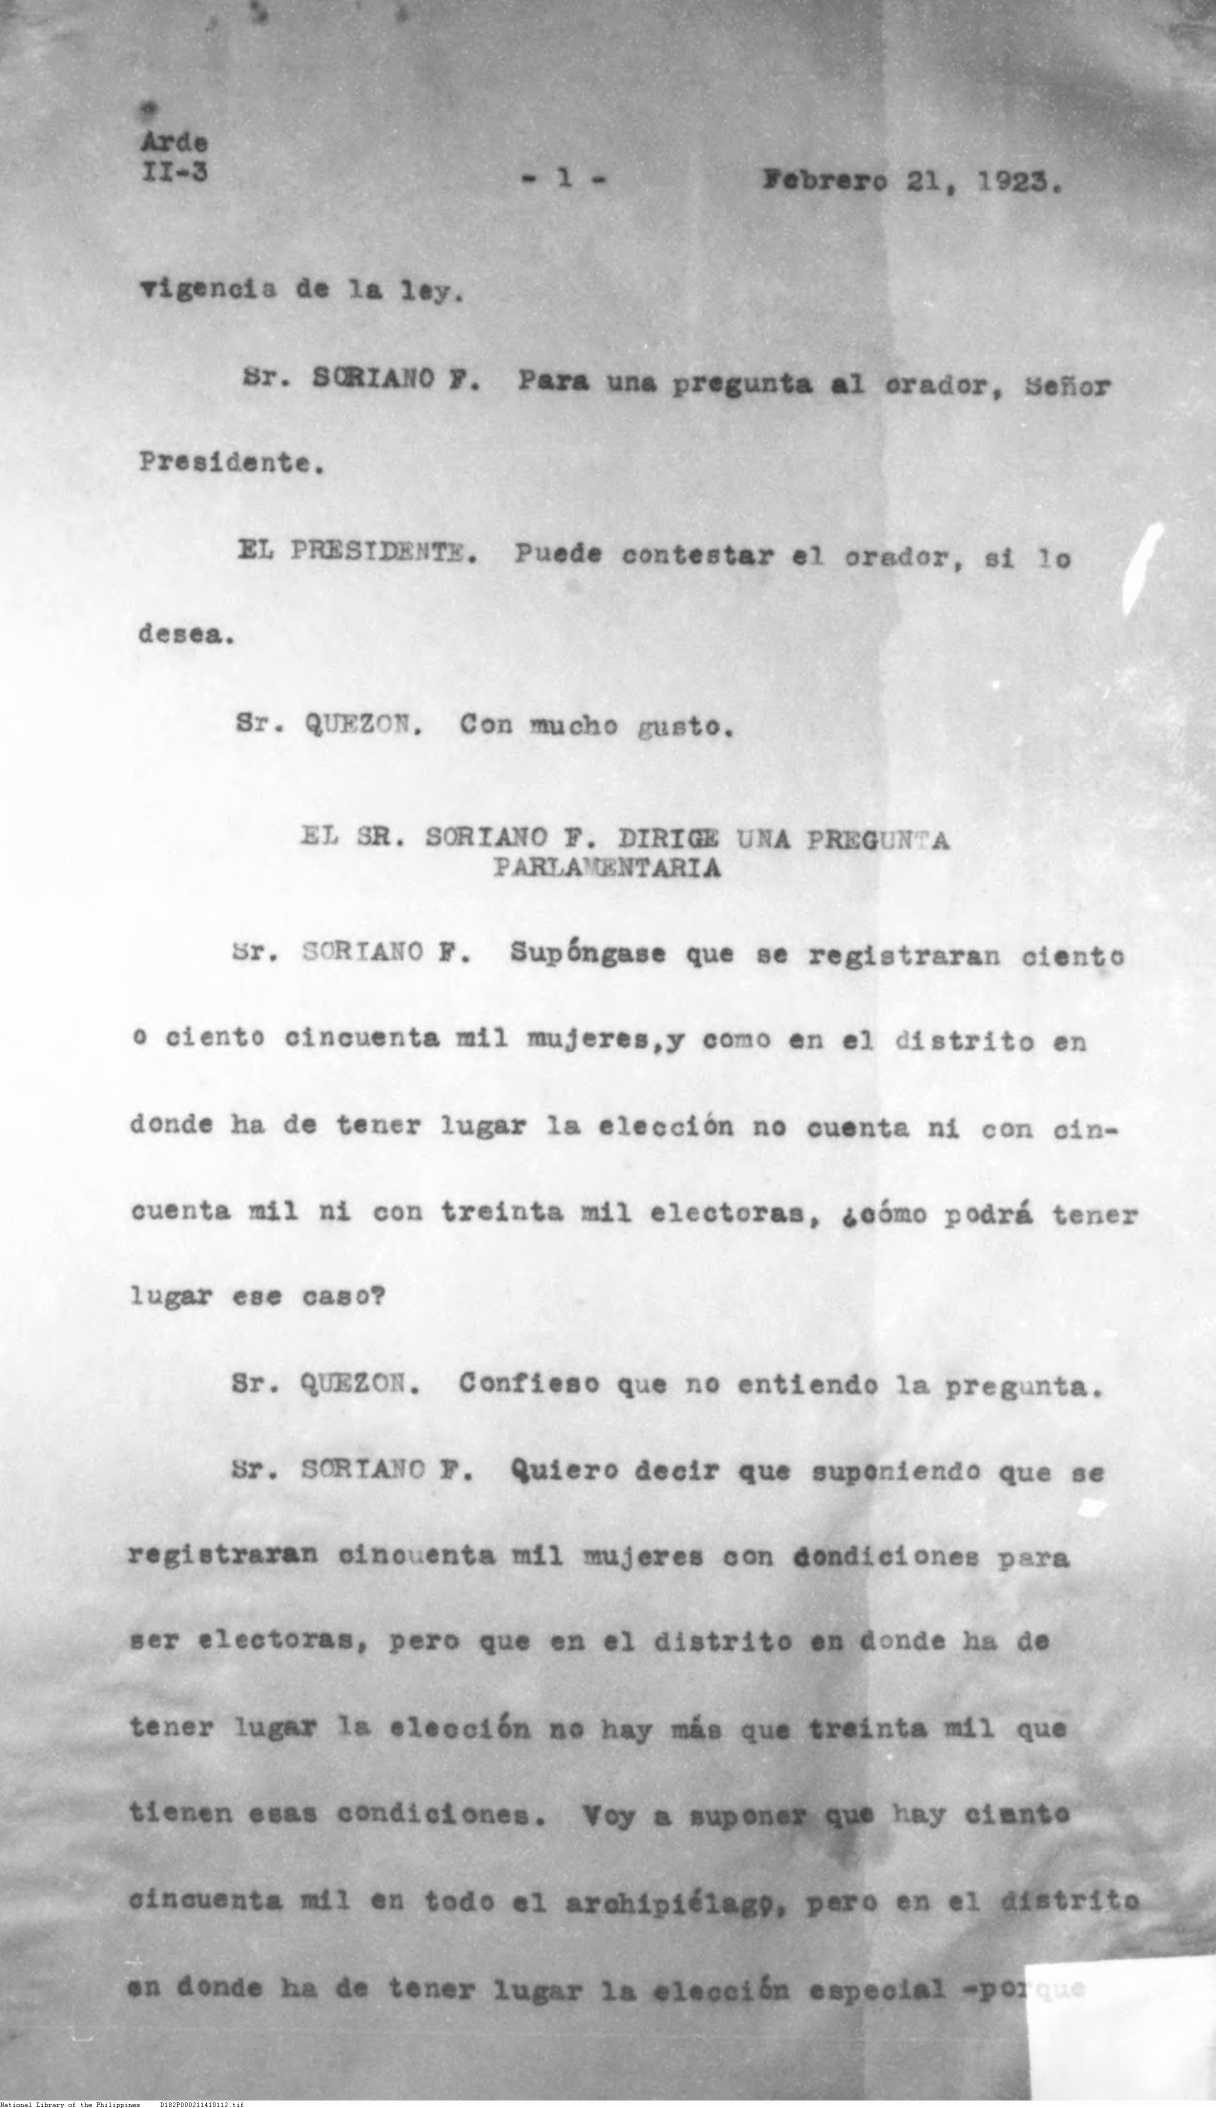 Arde
II-3
- 1 -
Febrero 21, 1923.
vigencia de la ley.
Sr. SORIANO F. Para una pregunta al orador, Señor
Presidente.
EL PRESIDENTE. Puede contestar el orador, si lo
desea.
Sr. QUEZON. Con mucho gusto.
EL SR. SORIANO F. DIRIGE UNA PREGUNTA
PARLAMENTARIA
Sr. SORIANO F. Supóngase que se registraran ciento
o ciento cincuenta mil mujeres,y como en el distrito en
donde ha de tener lugar la elección no cuenta ni con cin-
cuenta mil ni con treinta mil electoras, ¿cómo podrá tener
lugar ese caso?
Sr. QUEZON. Confieso que no entiendo la pregunta.
Sr. SORIANO F. Quiero decir que suponiendo que se
registraran cincuenta mil mujeres con dondiciones para
ser electoras, pero que en el distrito en donde ha de
tener lugar la elección no hay más que treinta mil que
tienen esas condiciones. Voy a suponer que hay ciento
cincuenta mil en todo el archipiélago, pero en el distrito
en donde ha de tener lugar la elección especial -porque
National Library of the Philippines D182P000211410112.tif